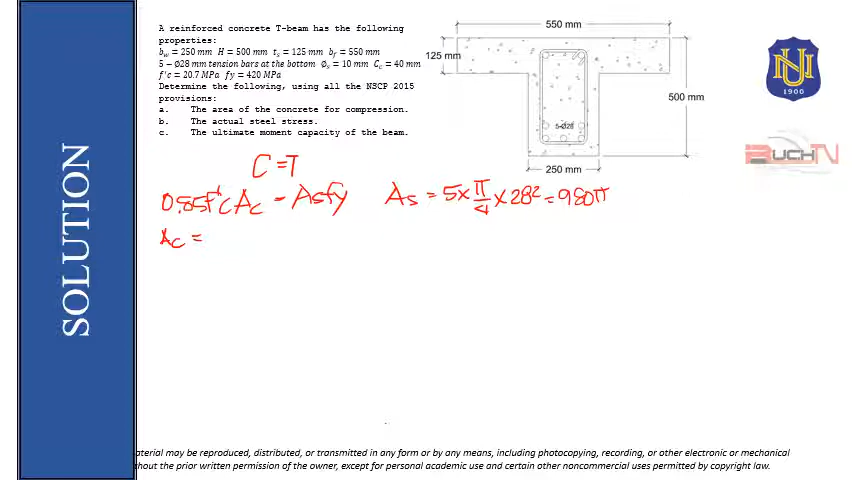 A reinforced concrete T-beam has the following
properties:
b_w = 250 mm H = 500 mm t_s = 125 mm b_f = 550 mm
5 − Ø28 mm tension bars at the bottom Ø_s = 10 mm C_c = 40 mm
f'c = 20.7 MPa fy = 420 MPa
Determine the following, using all the NSCP 2015
provisions:
a. The area of the concrete for compression.
b. The actual steel stress.
c. The ultimate moment capacity of the beam.
550 mm
125 mm
500 mm
5-Ø28
250 mm
NU
1900
BUCHTV
SOLUTION
C = T
0.85f'c Ac = Asfy
As = 5 x π/4 x 28² = 980π
Ac =
aterial may be reproduced, distributed, or transmitted in any form or by any means, including photocopying, recording, or other electronic or mechanical
thout the prior written permission of the owner, except for personal academic use and certain other noncommercial uses permitted by copyright law.